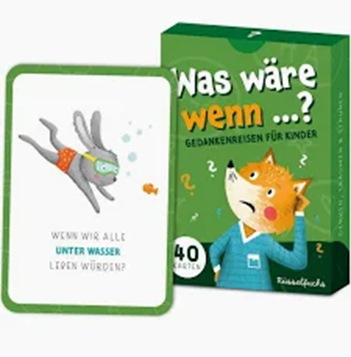 WENN WIR ALLE
UNTER WASSER
LEBEN WÜRDEN?
Was wäre
wenn ...?
GEDANKENREISEN FÜR KINDER
40
KARTEN
Rüsselfuchs